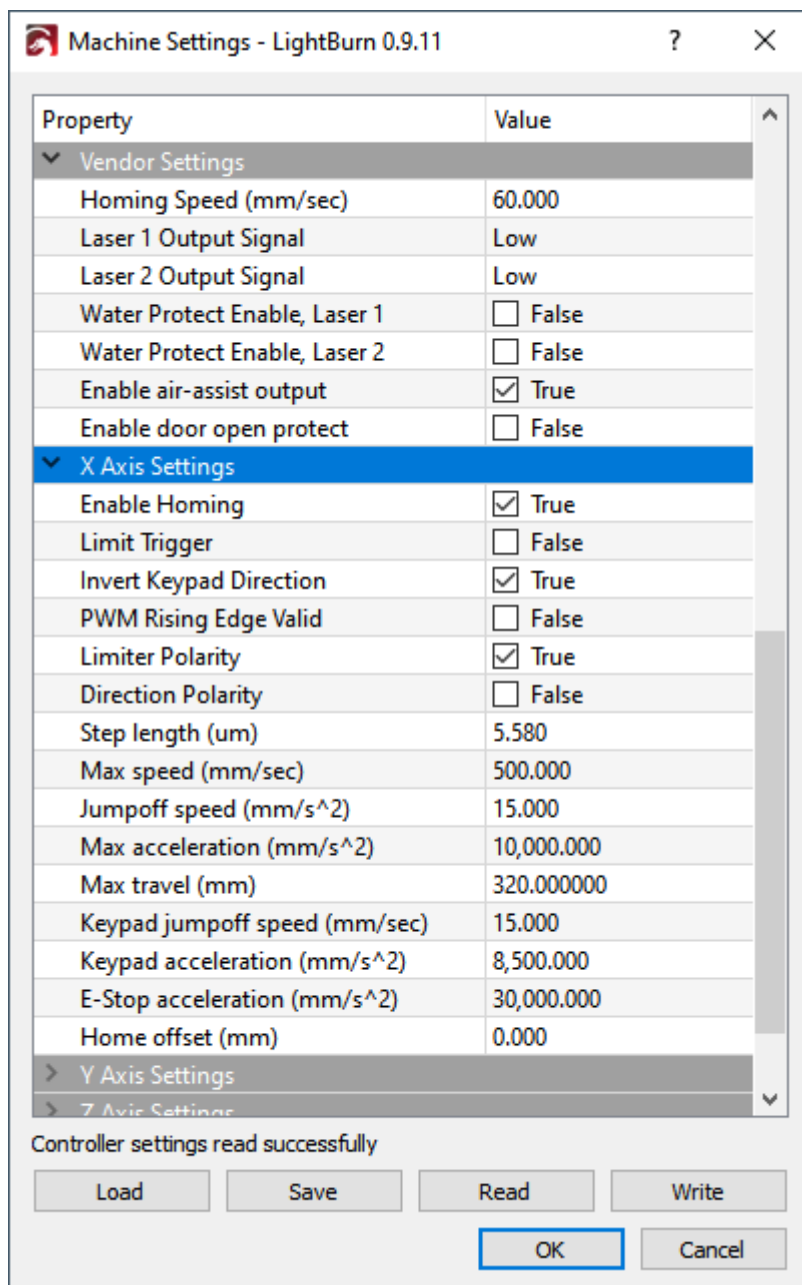 Machine Settings - LightBurn 0.9.11 ?
Property Value
Vendor Settings
Homing Speed (mm/sec) 60.000
Laser 1 Output Signal Low
Laser 2 Output Signal Low
Water Protect Enable, Laser 1 False
Water Protect Enable, Laser 2 False
Enable air-assist output True
Enable door open protect False
X Axis Settings
Enable Homing True
Limit Trigger False
Invert Keypad Direction True
PWM Rising Edge Valid False
Limiter Polarity True
Direction Polarity False
Step length (um) 5.580
Max speed (mm/sec) 500.000
Jumpoff speed (mm/s^2) 15.000
Max acceleration (mm/s^2) 10,000.000
Max travel (mm) 320.000000
Keypad jumpoff speed (mm/sec) 15.000
Keypad acceleration (mm/s^2) 8,500.000
E-Stop acceleration (mm/s^2) 30,000.000
Home offset (mm) 0.000
Y Axis Settings
Z Axis Settings
Controller settings read successfully
Load Save Read Write
OK Cancel